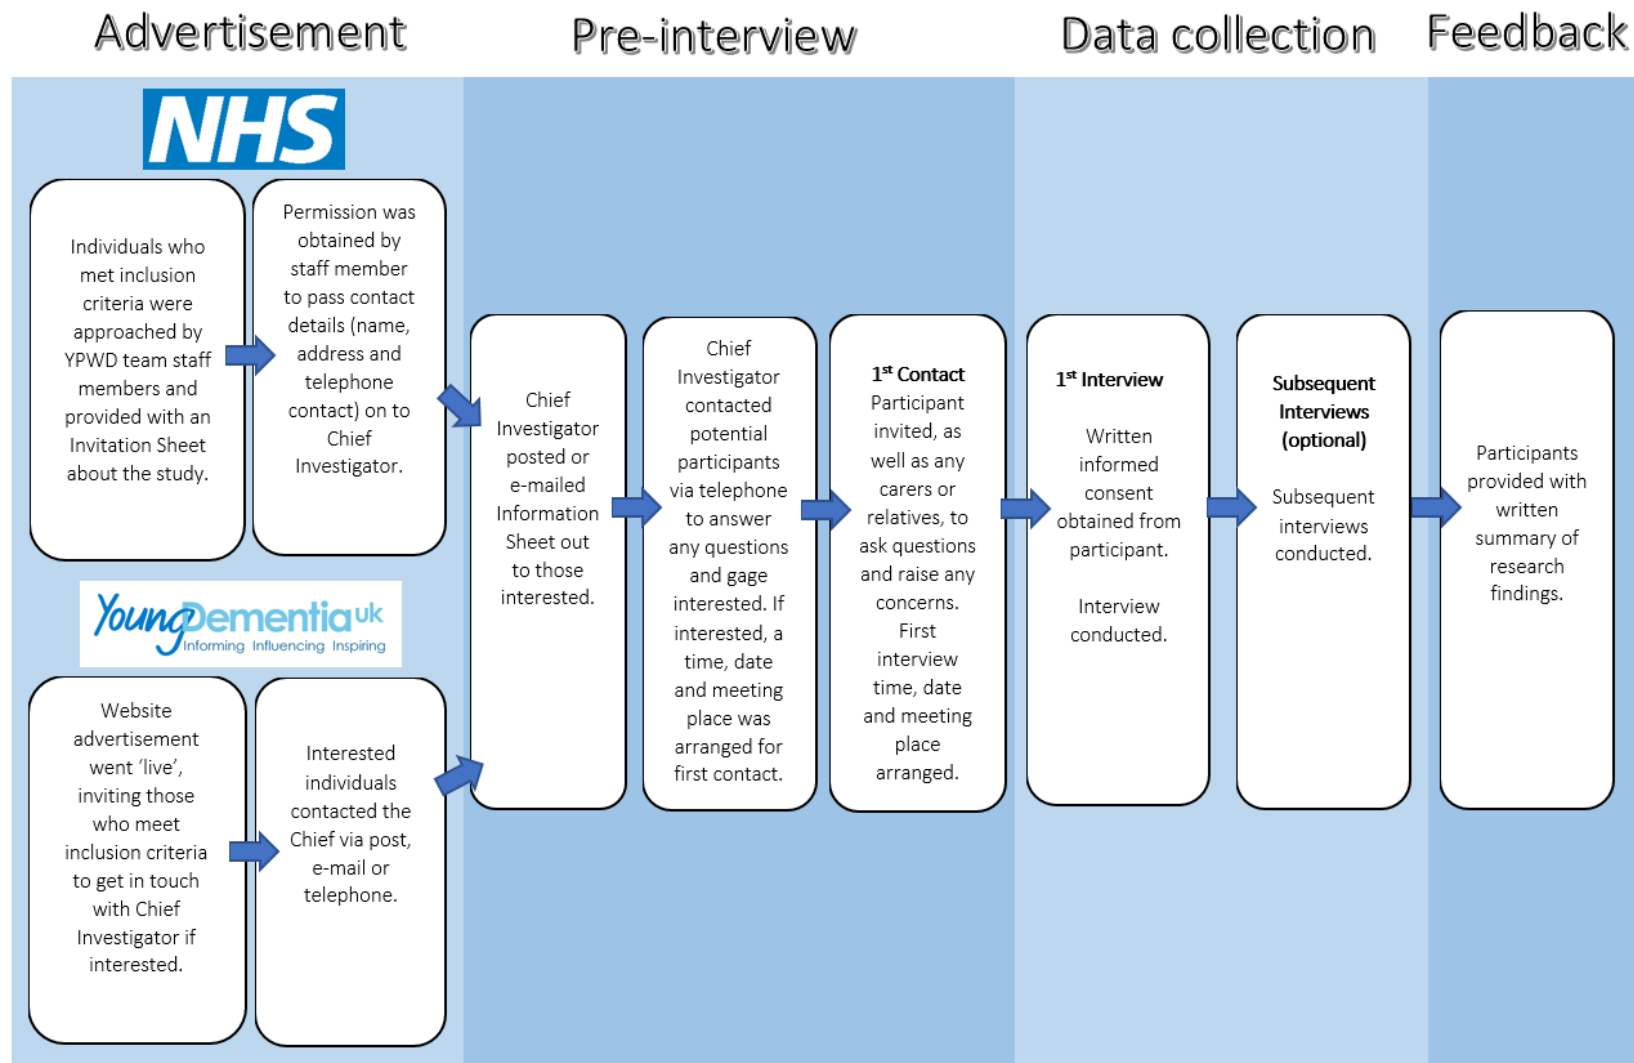 Advertisement
Pre-interview
Data collection
Feedback
NHS
Individuals who
met inclusion
criteria were
approached by
YPWD team staff
members and
provided with an
Invitation Sheet
about the study.
Permission was
obtained by
staff member
to pass contact
details (name,
address and
telephone
contact) on to
Chief
Investigator.
YoungDementia UK
Informing Influencing Inspiring
Website
advertisement
went ‘live’,
inviting those
who meet
inclusion criteria
to get in touch
with Chief
Investigator if
interested.
Interested
individuals
contacted the
Chief via post,
e-mail or
telephone.
Chief
Investigator
posted or
e-mailed
Information
Sheet out
to those
interested.
Chief
Investigator
contacted
potential
participants
via telephone
to answer
any questions
and gage
interested. If
interested, a
time, date
and meeting
place was
arranged for
first contact.
1st Contact
Participant
invited, as
well as any
carers or
relatives, to
ask questions
and raise any
concerns.
First
interview
time, date
and meeting
place
arranged.
1st Interview
Written
informed
consent
obtained from
participant.
Interview
conducted.
Subsequent
Interviews
(optional)
Subsequent
interviews
conducted.
Participants
provided with
written
summary of
research
findings.